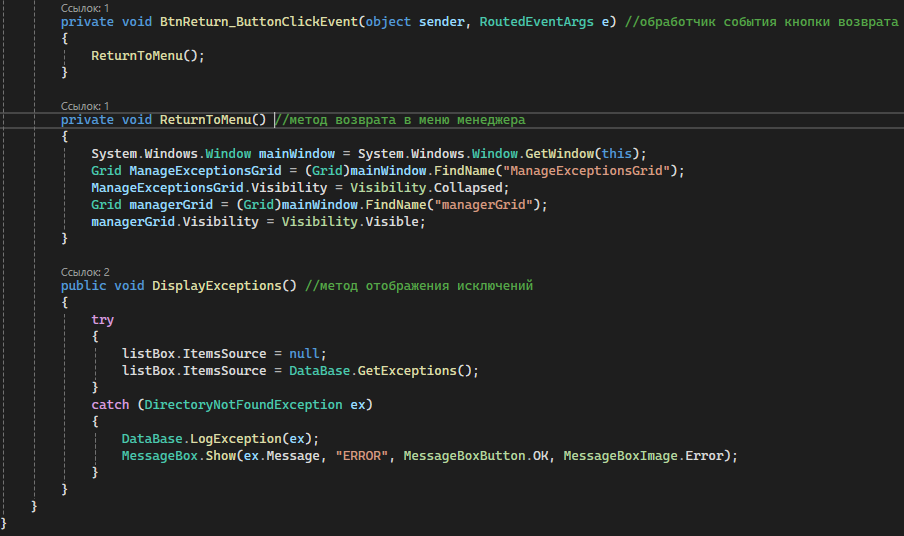 Ссылок: 1
private void BtnReturn_ButtonClickEvent(object sender, RoutedEventArgs e) //обработчик события кнопки возврата
{
ReturnToMenu();
}
Ссылок: 1
private void ReturnToMenu() //метод возврата в меню менеджера
{
System.Windows.Window mainWindow = System.Windows.Window.GetWindow(this);
Grid ManageExceptionsGrid = (Grid)mainWindow.FindName("ManageExceptionsGrid");
ManageExceptionsGrid.Visibility = Visibility.Collapsed;
Grid managerGrid = (Grid)mainWindow.FindName("managerGrid");
managerGrid.Visibility = Visibility.Visible;
}
Ссылок: 2
public void DisplayExceptions() //метод отображения исключений
{
try
{
listBox.ItemsSource = null;
listBox.ItemsSource = DataBase.GetExceptions();
}
catch (DirectoryNotFoundException ex)
{
DataBase.LogException(ex);
MessageBox.Show(ex.Message, "ERROR", MessageBoxButton.OK, MessageBoxImage.Error);
}
}
}
}